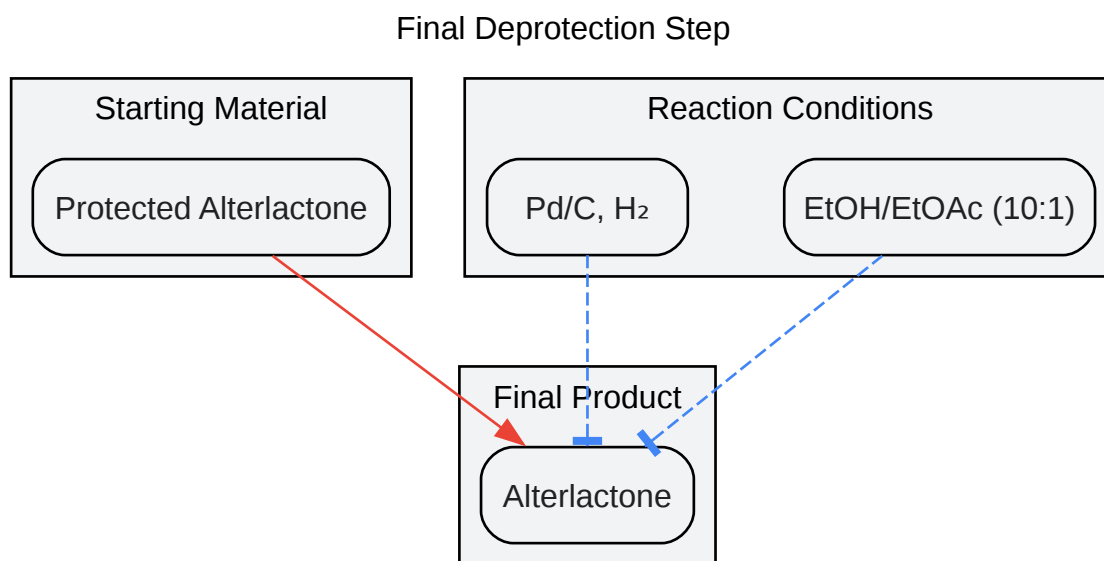 Final Deprotection Step
Starting Material
Reaction Conditions
Protected Alterlactone
Pd/C, H₂
EtOH/EtOAc (10:1)
Final Product
Alterlactone